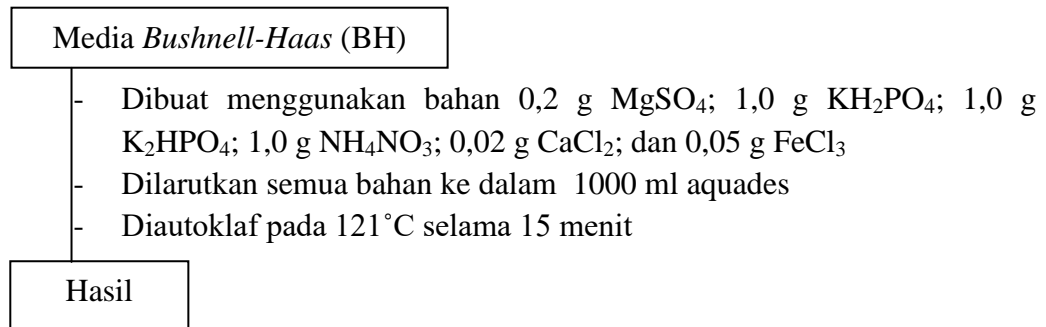 Media Bushnell-Haas (BH)
- Dibuat menggunakan bahan 0,2 g MgSO₄; 1,0 g KH₂PO₄; 1,0 g
K₂HPO₄; 1,0 g NH₄NO₃; 0,02 g CaCl₂; dan 0,05 g FeCl₃
- Dilarutkan semua bahan ke dalam 1000 ml aquades
- Diautoklaf pada 121˚C selama 15 menit
Hasil